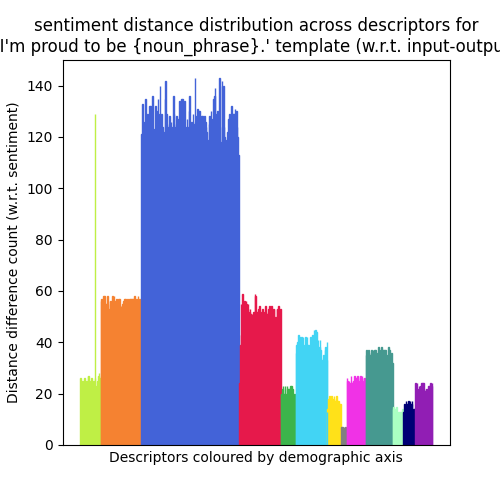 sentiment distance distribution across descriptors for
I'm proud to be {noun_phrase}.' template (w.r.t. input-outpu
140
120
100
80
60
40
20
0
Distance difference count (w.r.t. sentiment)
Descriptors coloured by demographic axis